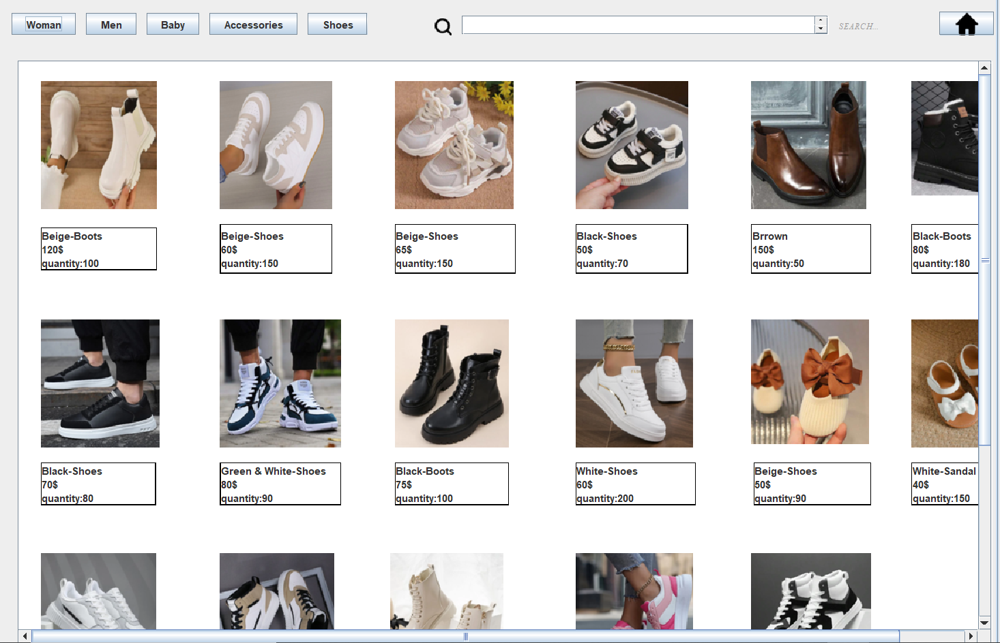 Woman
Men
Baby
Accessories
Shoes
SEARCH...
Beige-Boots
120$
quantity:100
Beige-Shoes
60$
quantity:150
Beige-Shoes
65$
quantity:150
Black-Shoes
50$
quantity:70
Brrown
150$
quantity:50
Black-Boots
80$
quantity:180
Black-Shoes
70$
quantity:80
Green & White-Shoes
80$
quantity:90
Black-Boots
75$
quantity:100
White-Shoes
60$
quantity:200
Beige-Shoes
50$
quantity:90
White-Sandal
40$
quantity:150